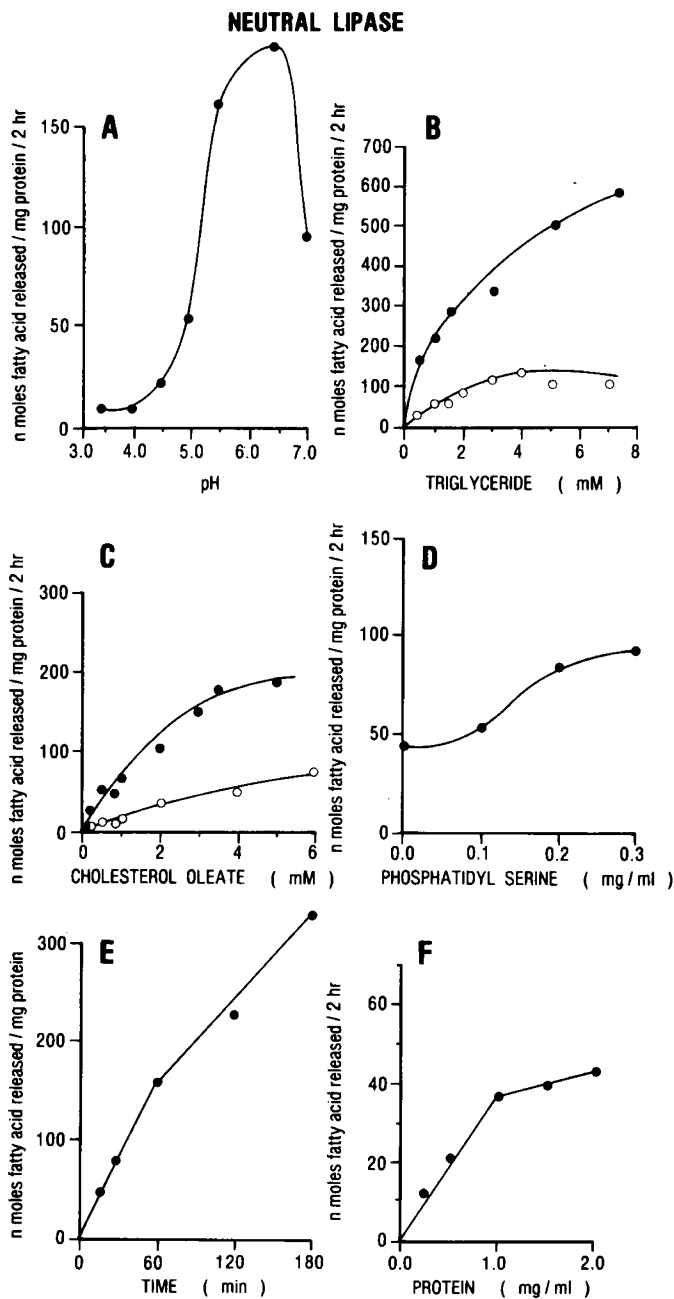 NEUTRAL LIPASE
A
n moles fatty acid released / mg protein / 2 hr
150
100
50
0
3.0 4.0 5.0 6.0 7.0
pH
B
n moles fatty acid released / mg protein / 2 hr
700
600
500
400
300
200
100
0
0 2 4 6 8
TRIGLYCERIDE ( mM )
C
n moles fatty acid released / mg protein / 2 hr
300
200
100
0
0 2 4 6
CHOLESTEROL OLEATE ( mM )
D
n moles fatty acid released / mg protein / 2 hr
150
100
50
0
0.0 0.1 0.2 0.3
PHOSPHATIDYL SERINE ( mg / ml )
E
n moles fatty acid released / mg protein
300
200
100
0
0 60 120 180
TIME ( min )
F
n moles fatty acid released / 2 hr
60
40
20
0
0.0 1.0 2.0
PROTEIN ( mg / ml )